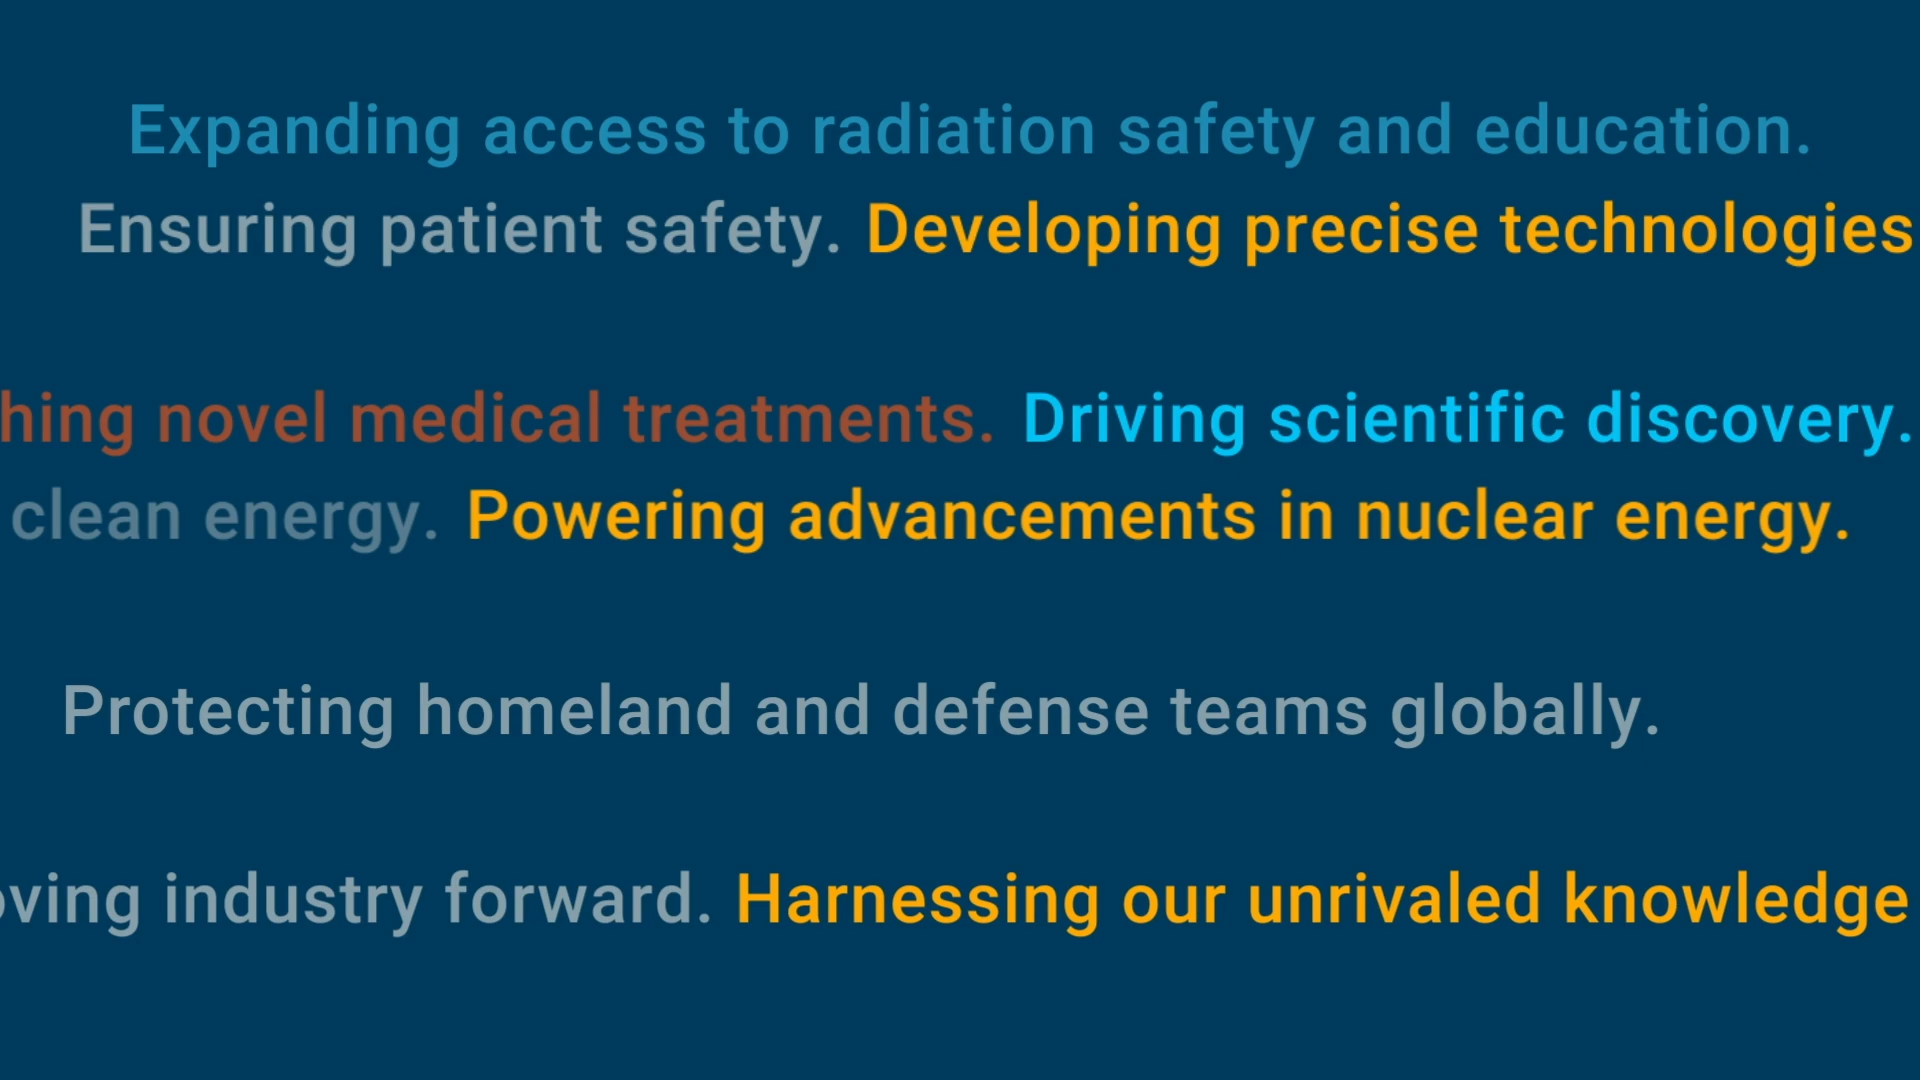 Expanding access to radiation safety and education.
Ensuring patient safety. Developing precise technologies
hing novel medical treatments. Driving scientific discovery.
clean energy. Powering advancements in nuclear energy.
Protecting homeland and defense teams globally.
oving industry forward. Harnessing our unrivaled knowledge